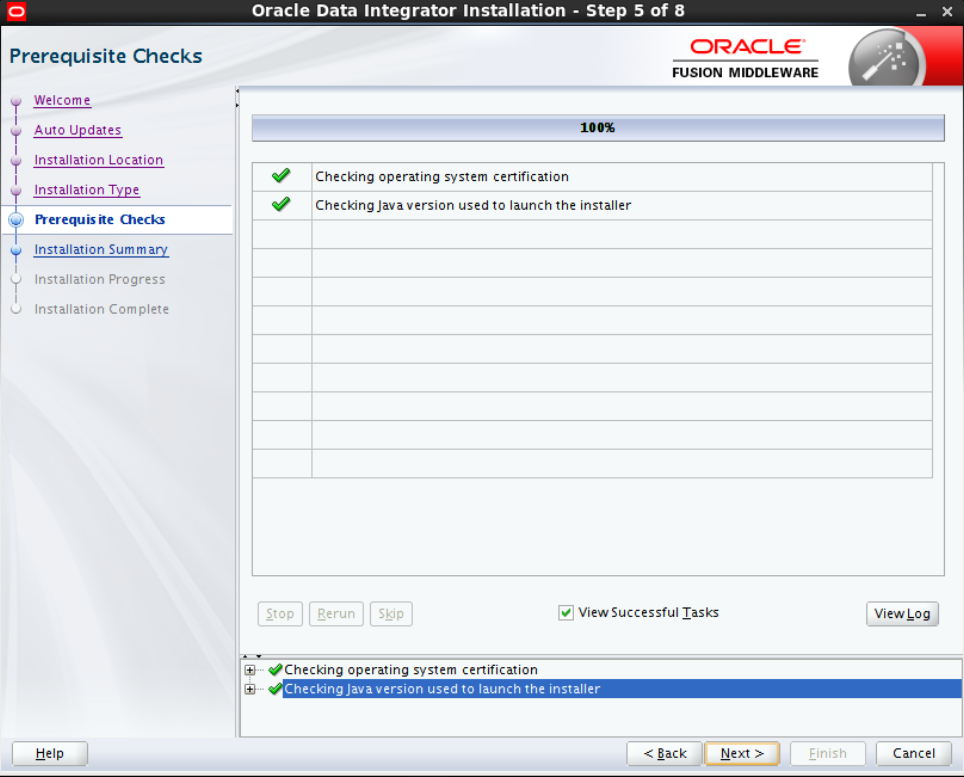 Oracle Data Integrator Installation - Step 5 of 8
Prerequisite Checks
ORACLE
FUSION MIDDLEWARE
Welcome
Auto Updates
Installation Location
Installation Type
Prerequisite Checks
Installation Summary
Installation Progress
Installation Complete
100%
Checking operating system certification
Checking Java version used to launch the installer
Stop Rerun Skip View Successful Tasks View Log
Checking operating system certification
Checking Java version used to launch the installer
Help < Back Next > Finish Cancel